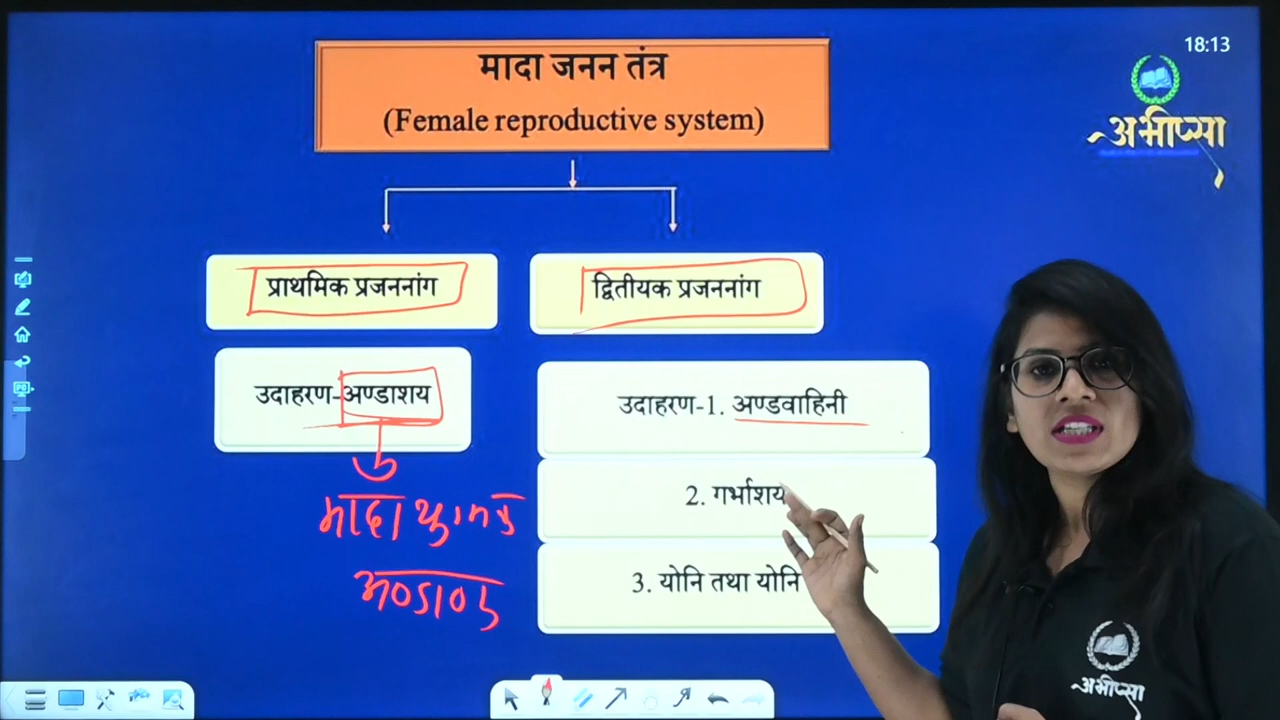 18:13
मादा जनन तंत्र
(Female reproductive system)
अभीप्सा
प्राथमिक प्रजननांग
द्वितीयक प्रजननांग
उदाहरण-अण्डाशय
उदाहरण-1. अण्डवाहिनी
2. गर्भाशय
मादा युग्मक
3. योनि तथा योनि
अण्डाणु
अभीप्सा